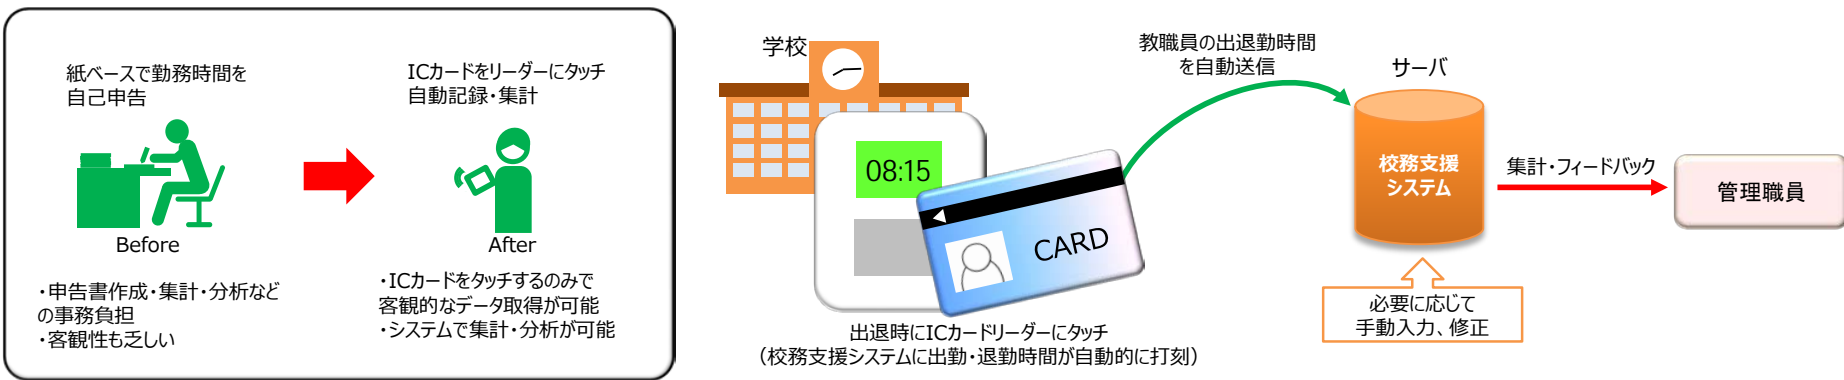 紙ベースで勤務時間を
自己申告
Before
・申告書作成・集計・分析など
の事務負担
・客観性も乏しい
ICカードをリーダーにタッチ
自動記録・集計
After
・ICカードをタッチするのみで
客観的なデータ取得が可能
・システムで集計・分析が可能
学校
08:15
CARD
出退時にICカードリーダーにタッチ
（校務支援システムに出勤・退勤時間が自動的に打刻）
教職員の出退勤時間
を自動送信
サーバ
校務支援
システム
必要に応じて
手動入力、修正
集計・フィードバック
管理職員